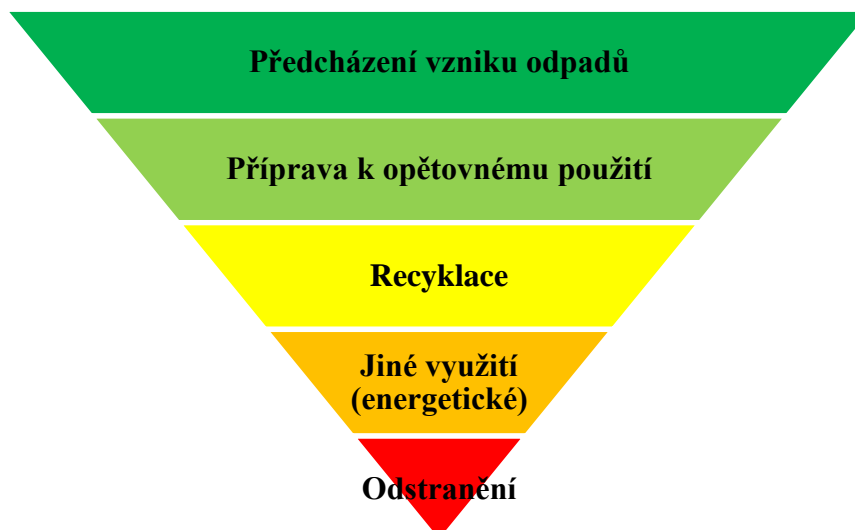 Předcházení vzniku odpadů
Příprava k opětovnému použití
Recyklace
Jiné využití
(energetické)
Odstranění